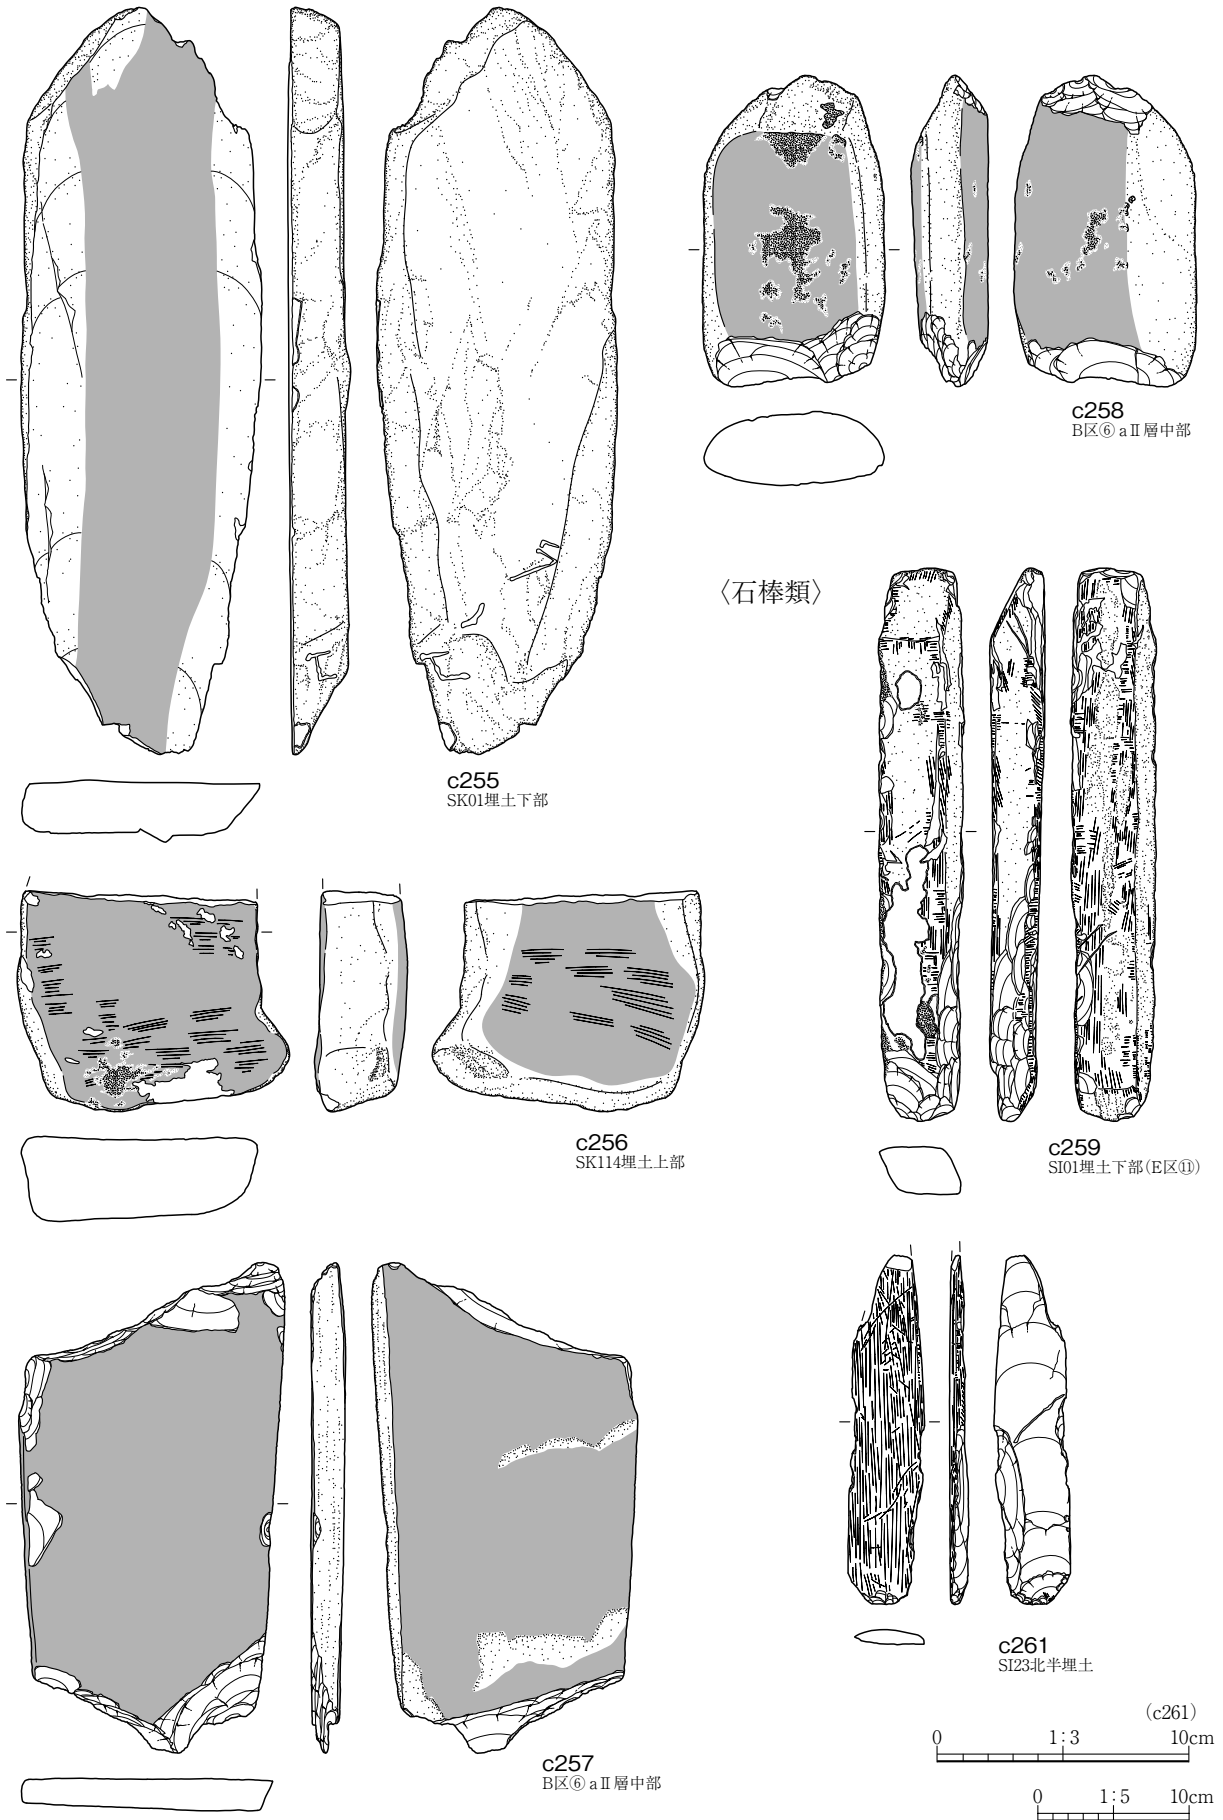 c255
SK01埋土下部
c258
B区⑥aⅡ層中部
〈石棒類〉
c256
SK114埋土上部
c259
SI01埋土下部(E区⑪)
c257
B区⑥aⅡ層中部
c261
SI23北半埋土
(c261)
0 1:3 10cm
0 1:5 10cm